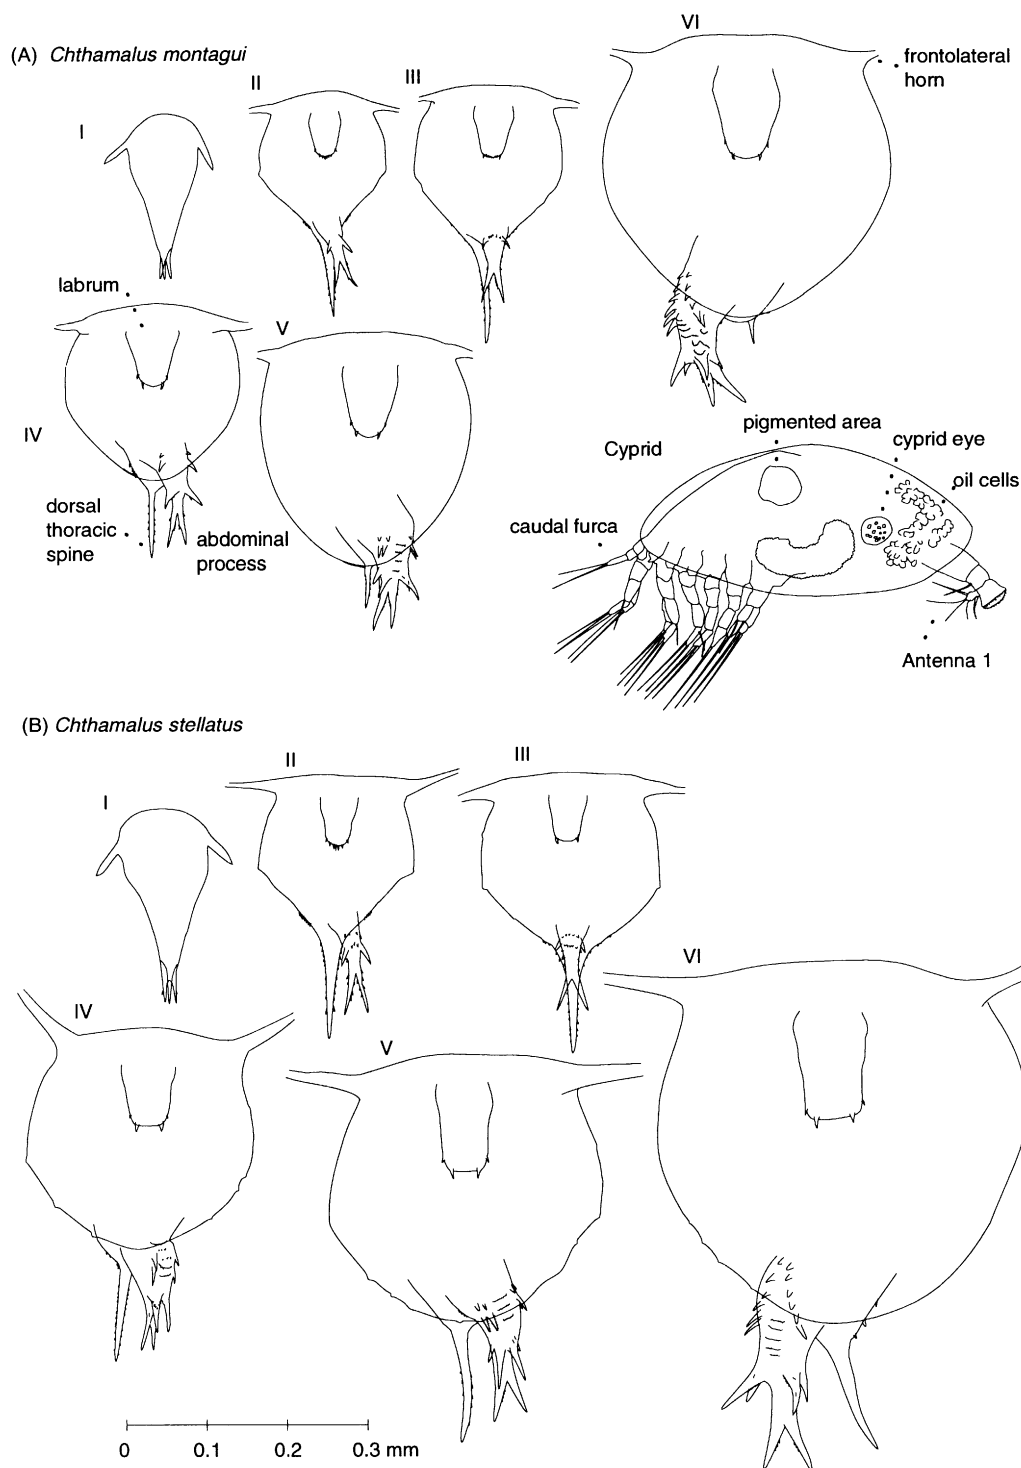 VI
(A) Chthamalus montagui
frontolateral
horn
III
II
I
labrum
V
pigmented area
cyprid eye
Cyprid
oil cells
IV
dorsal
thoracic
spine
caudal furca
abdominal
process
Antenna 1
(B) Chthamalus stellatus
II
III
I
VI
IV
V
0 0.1 0.2 0.3 mm